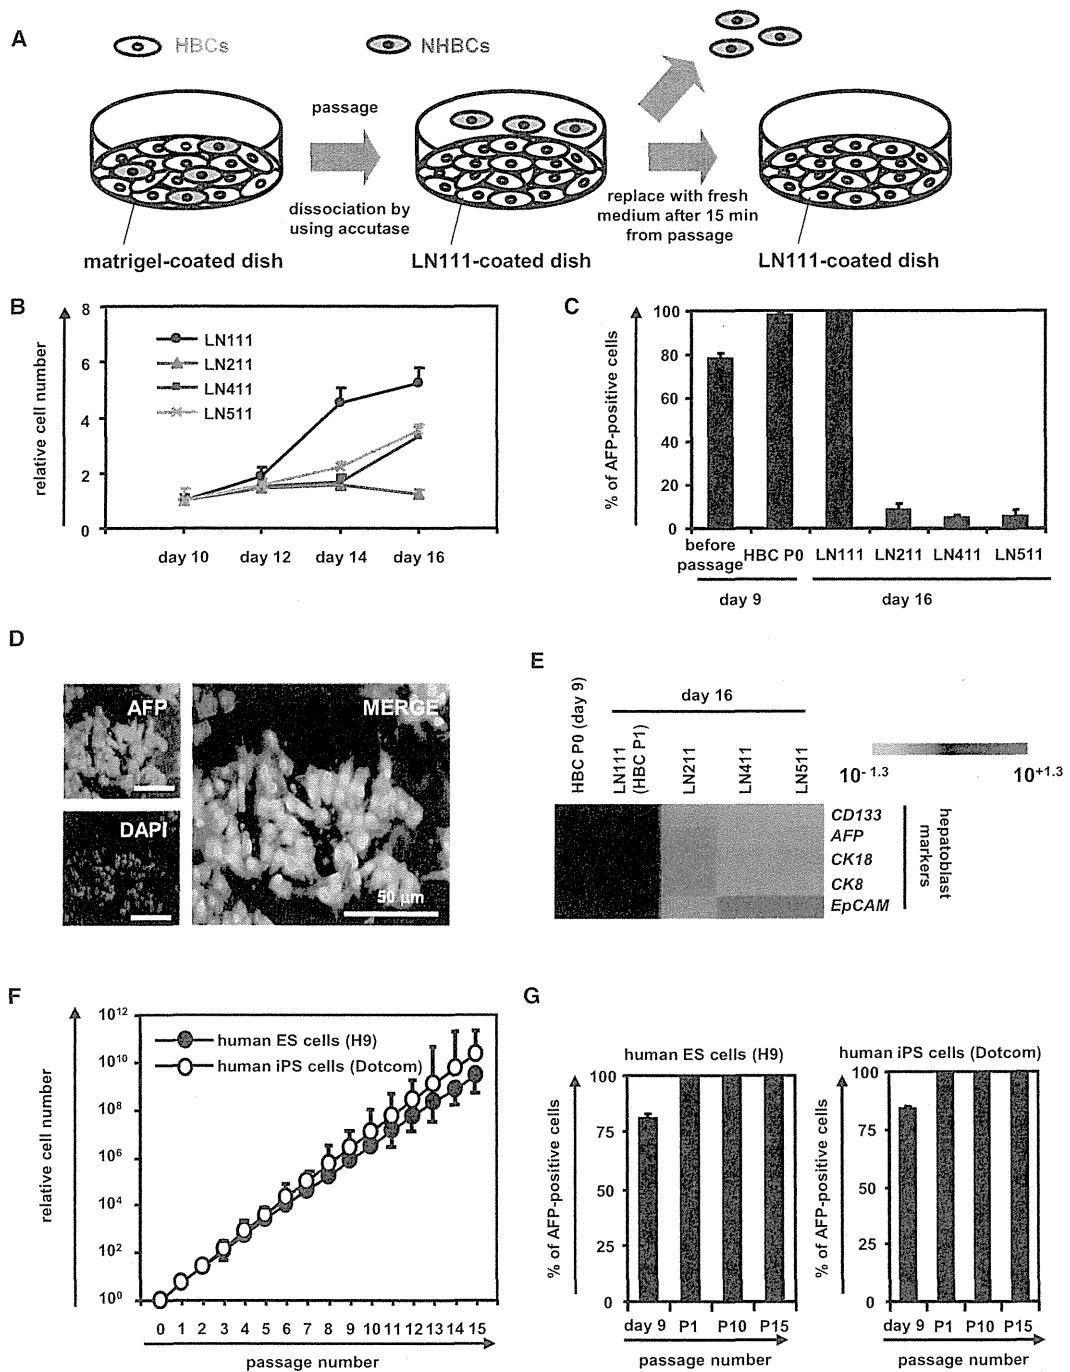 A
HBCs
NHBCs
passage
dissociation by
using accutase
replace with fresh
medium after 15 min
from passage
matrigel-coated dish
LN111-coated dish
LN111-coated dish
B
relative cell number
8
6
4
2
0
LN111
LN211
LN411
LN511
day 10
day 12
day 14
day 16
C
% of AFP-positive cells
100
80
60
40
20
0
before
passage
HBC P0
LN111
LN211
LN411
LN511
day 9
day 16
D
AFP
DAPI
MERGE
50 µm
E
HBC P0 (day 9)
day 16
LN111
(HBC P1)
LN211
LN411
LN511
10-1.3
10+1.3
CD133
AFP
CK18
CK8
EpCAM
hepatoblast
markers
F
relative cell number
10¹²
10¹⁰
10⁸
10⁶
10⁴
10²
10⁰
human ES cells (H9)
human iPS cells (Dotcom)
0 1 2 3 4 5 6 7 8 9 10 11 12 13 14 15
passage number
G
human ES cells (H9)
% of AFP-positive cells
100
75
50
25
0
day 9 P1 P10 P15
passage number
human iPS cells (Dotcom)
% of AFP-positive cells
100
75
50
25
0
day 9 P1 P10 P15
passage number